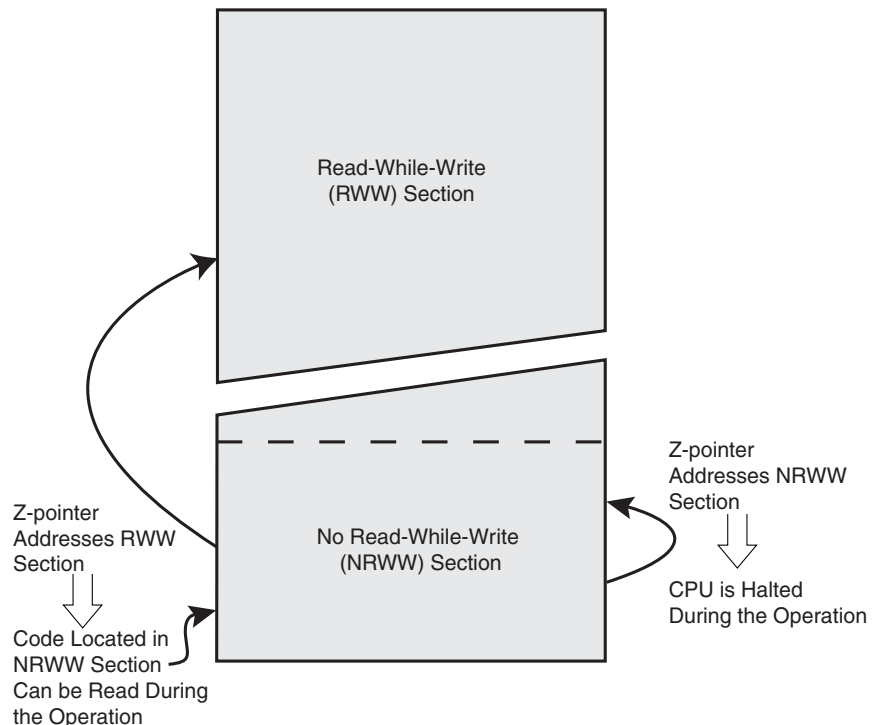 Read-While-Write
(RWW) Section
Z-pointer
Addresses NRWW
Section
Z-pointer
Addresses RWW
Section
No Read-While-Write
(NRWW) Section
CPU is Halted
During the Operation
Code Located in
NRWW Section
Can be Read During
the Operation